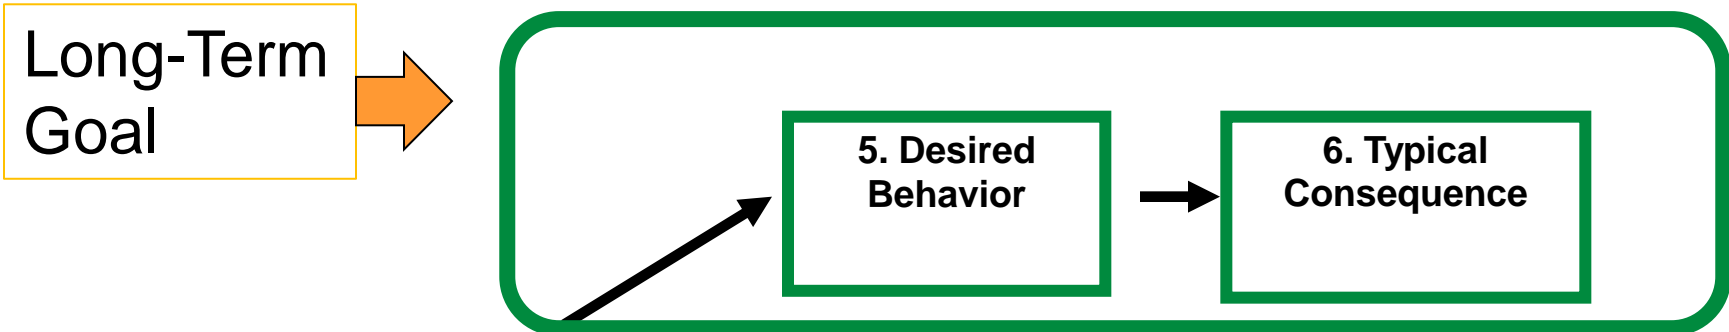 Long-Term
Goal
5. Desired
Behavior
6. Typical
Consequence